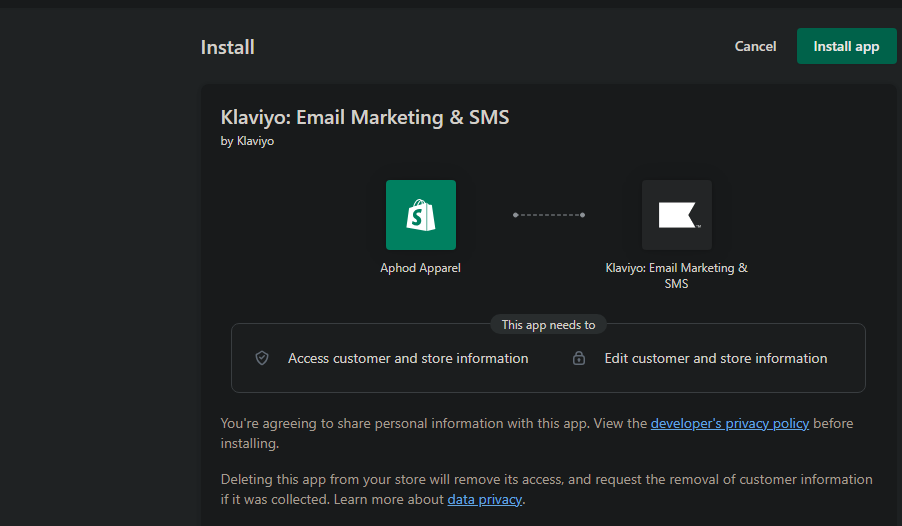 Install
Cancel
Install app
Klaviyo: Email Marketing & SMS
by Klaviyo
S
Aphod Apparel
™
Klaviyo: Email Marketing &
SMS
This app needs to
Access customer and store information
Edit customer and store information
You're agreeing to share personal information with this app. View the developer's privacy policy before
installing.
Deleting this app from your store will remove its access, and request the removal of customer information
if it was collected. Learn more about data privacy.